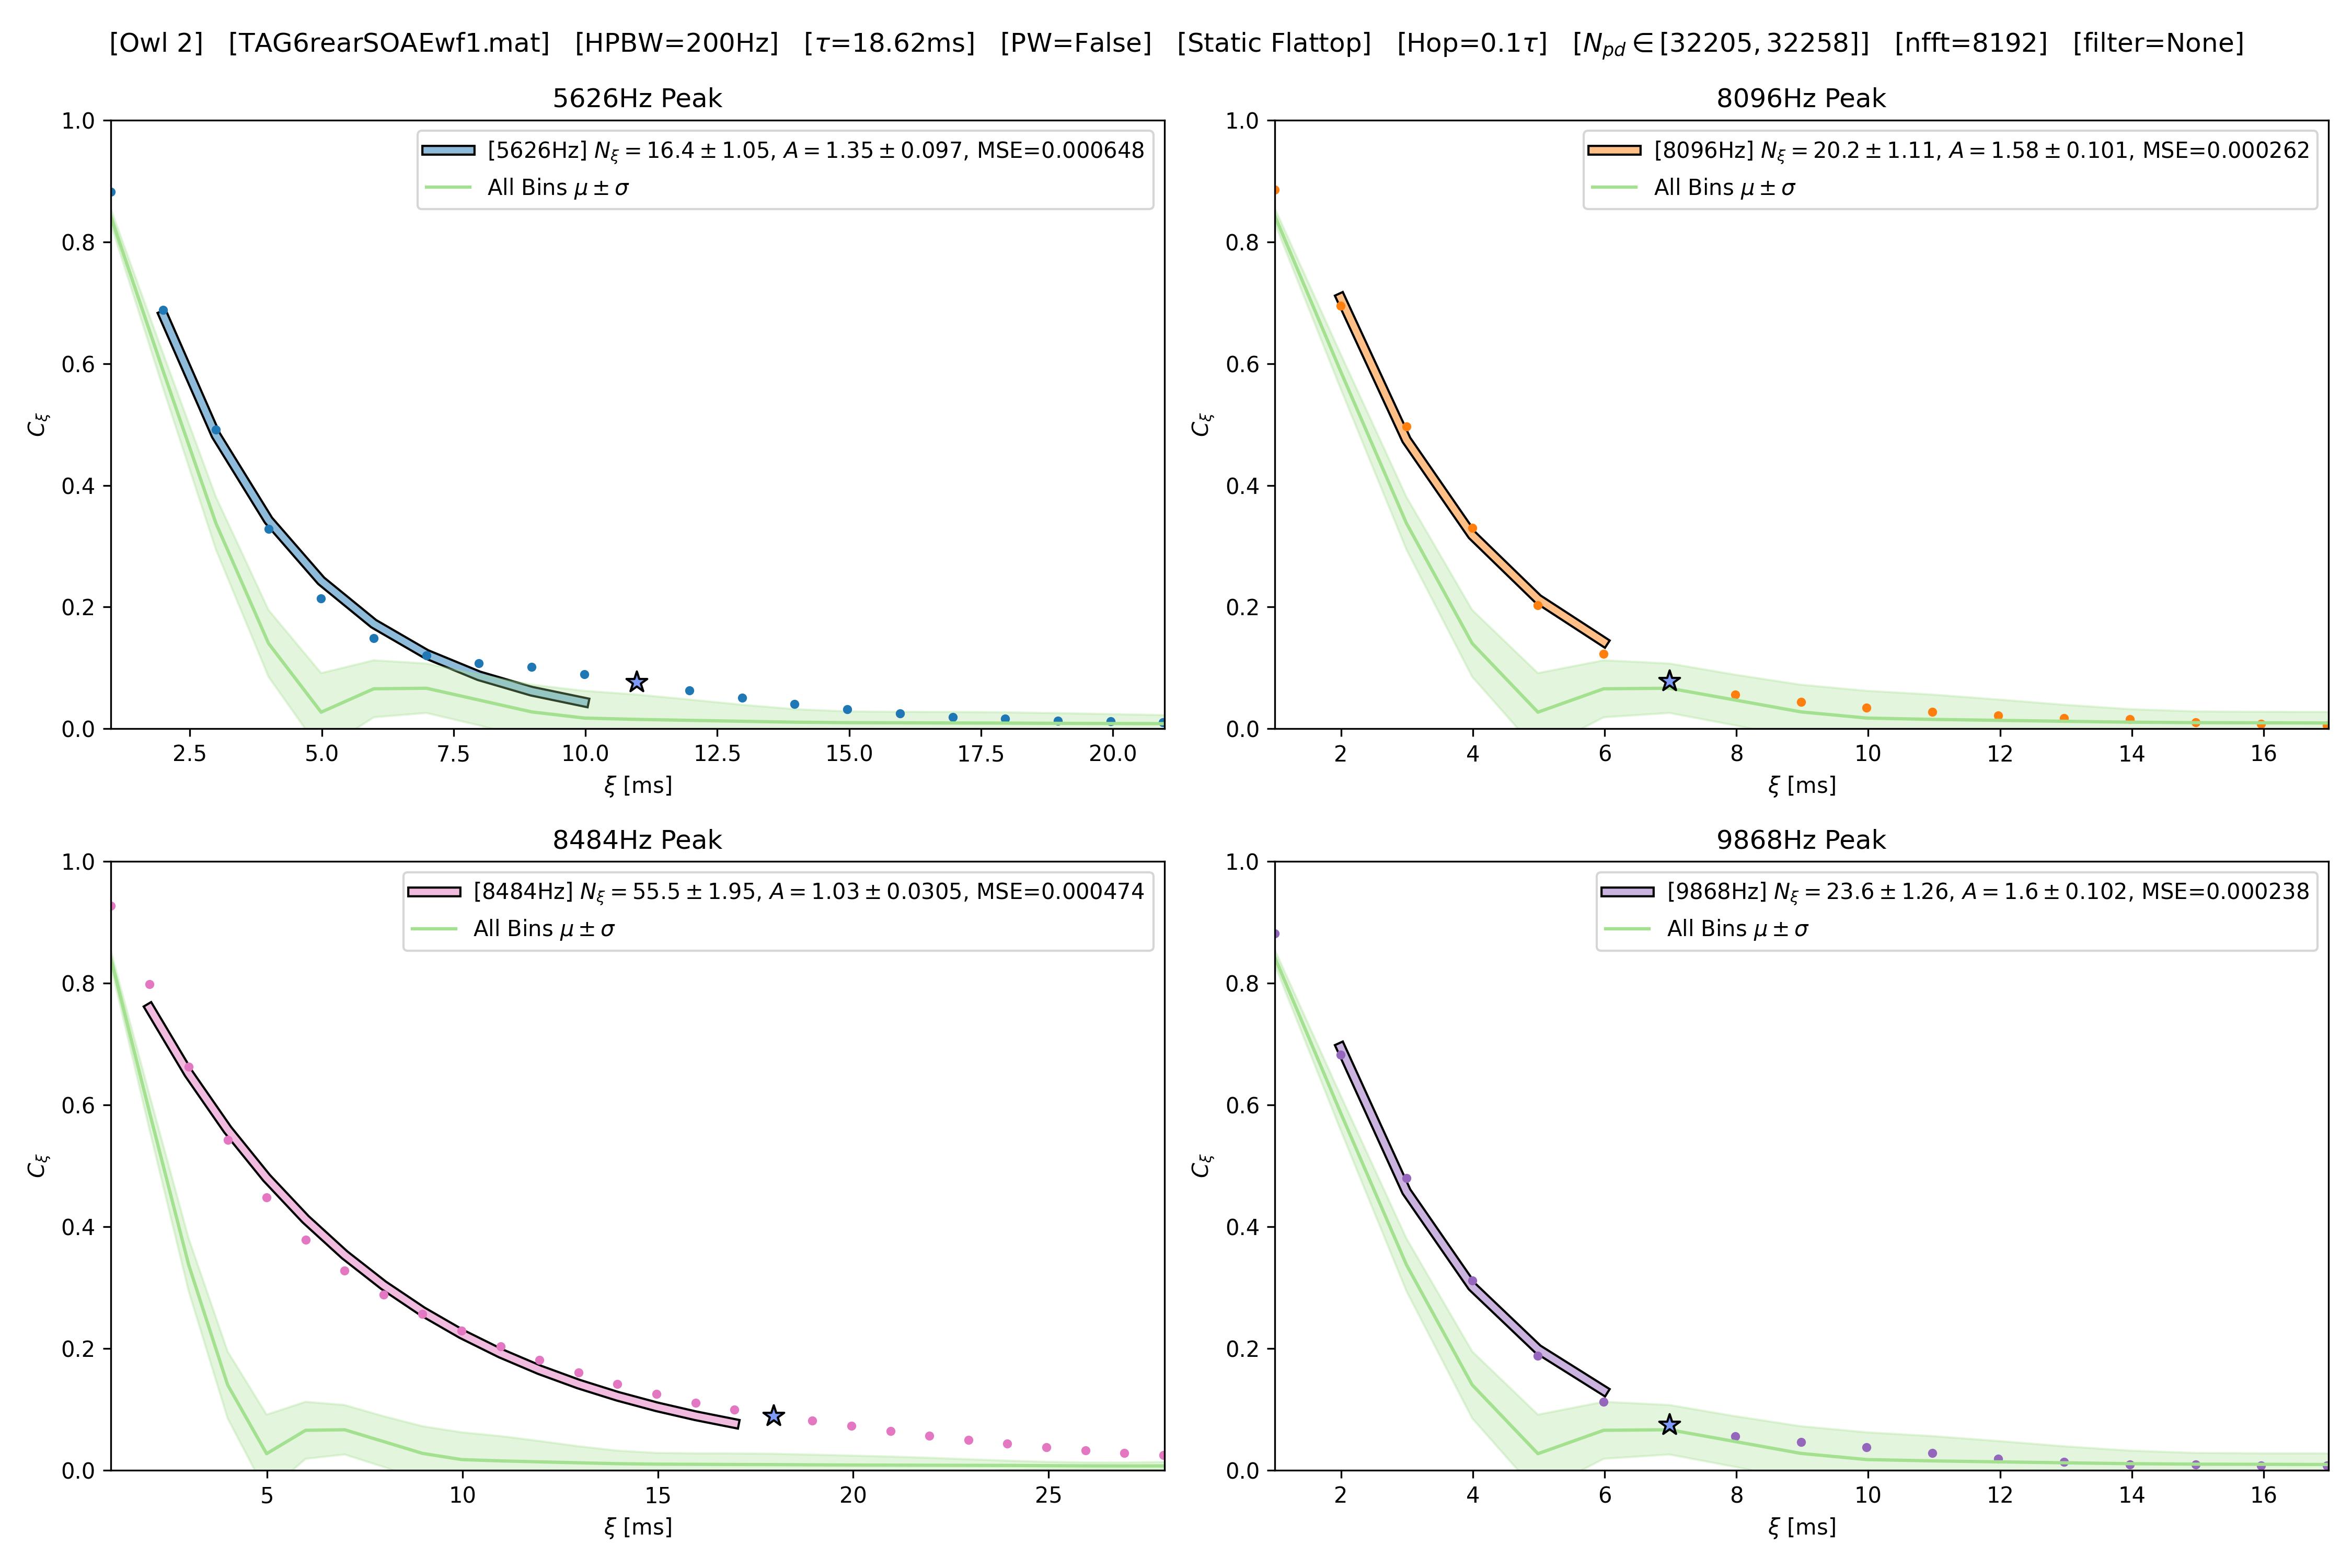 [Owl 2] [TAG6rearSOAEwf1.mat] [HPBW=200Hz] [τ=18.62ms] [PW=False] [Static Flattop] [Hop=0.1τ] [N_pd ∈ [32205, 32258]] [nfft=8192] [filter=None]
5626Hz Peak
[5626Hz] N_ξ = 16.4 ± 1.05, A = 1.35 ± 0.097, MSE=0.000648
All Bins μ ± σ
1.0
0.8
0.6
0.4
0.2
0.0
C_ξ
2.5 5.0 7.5 10.0 12.5 15.0 17.5 20.0
ξ [ms]
8096Hz Peak
[8096Hz] N_ξ = 20.2 ± 1.11, A = 1.58 ± 0.101, MSE=0.000262
All Bins μ ± σ
1.0
0.8
0.6
0.4
0.2
0.0
C_ξ
2 4 6 8 10 12 14 16
ξ [ms]
8484Hz Peak
[8484Hz] N_ξ = 55.5 ± 1.95, A = 1.03 ± 0.0305, MSE=0.000474
All Bins μ ± σ
1.0
0.8
0.6
0.4
0.2
0.0
C_ξ
5 10 15 20 25
ξ [ms]
9868Hz Peak
[9868Hz] N_ξ = 23.6 ± 1.26, A = 1.6 ± 0.102, MSE=0.000238
All Bins μ ± σ
1.0
0.8
0.6
0.4
0.2
0.0
C_ξ
2 4 6 8 10 12 14 16
ξ [ms]